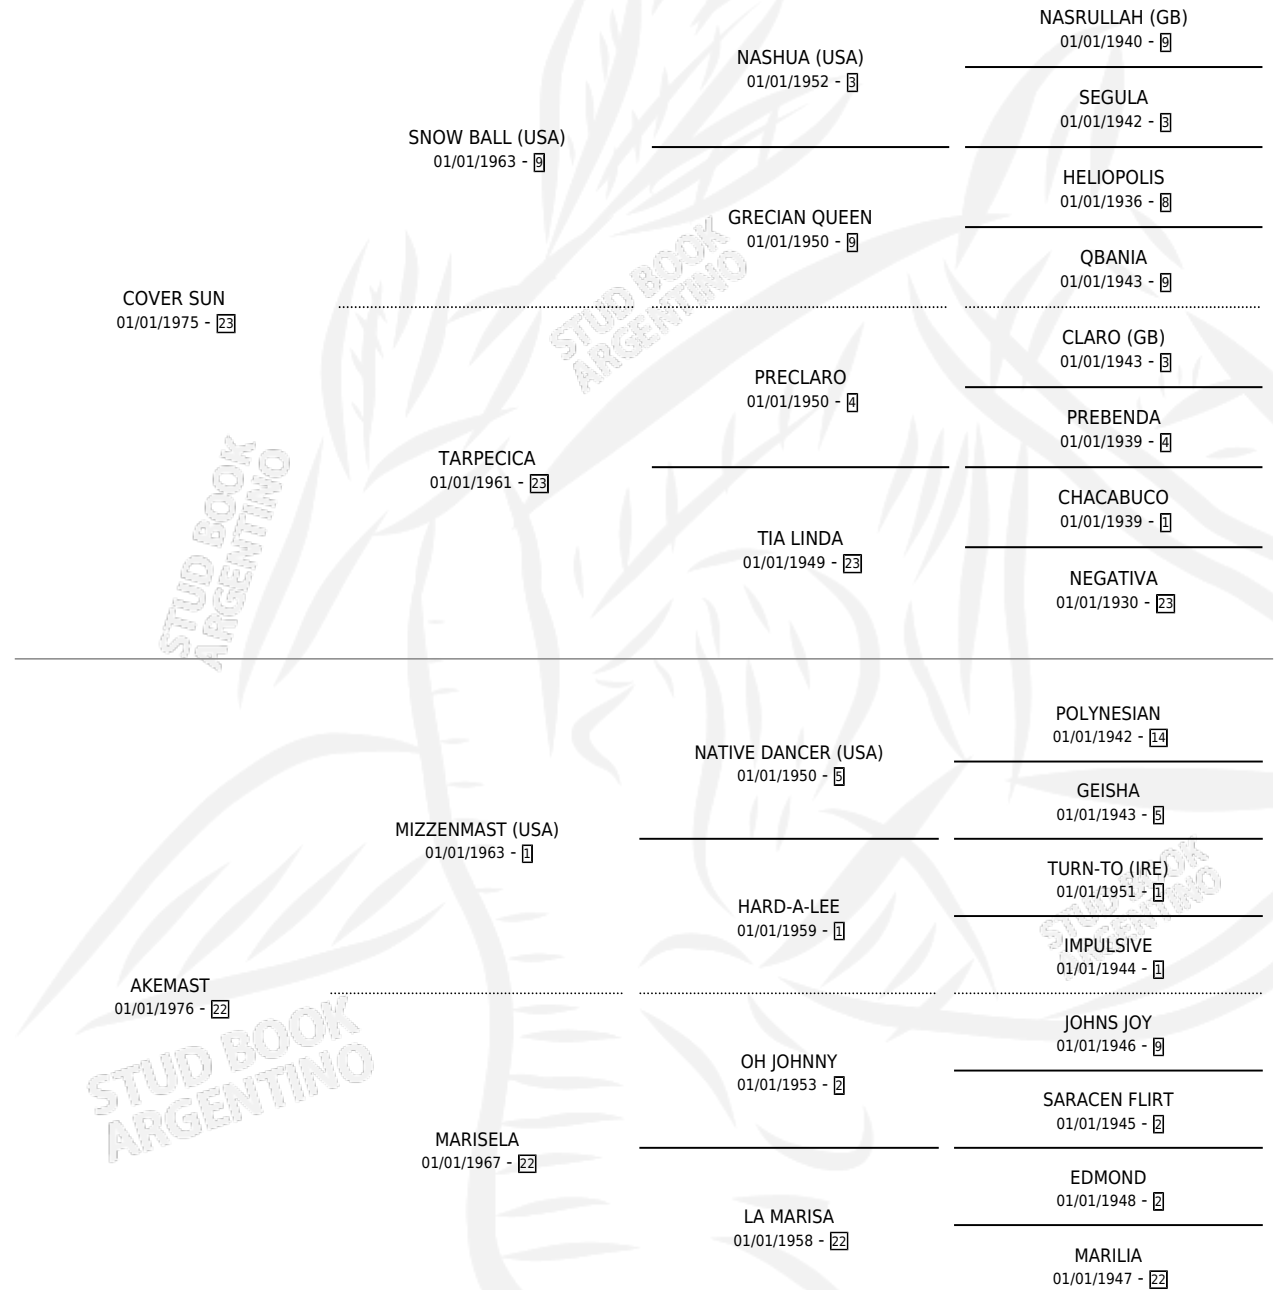 NASRULLAH (GB)
01/01/1940 - 9
NASHUA (USA)
01/01/1952 - 3
SEGULA
01/01/1942 - 3
SNOW BALL (USA)
01/01/1963 - 9
HELIOPOLIS
01/01/1936 - 8
GRECIAN QUEEN
01/01/1950 - 9
QBANIA
01/01/1943 - 9
COVER SUN
01/01/1975 - 23
STUD BOOK
ARGENTINO
CLARO (GB)
01/01/1943 - 3
PRECLARO
01/01/1950 - 4
PREBENDA
01/01/1939 - 4
TARPECICA
01/01/1961 - 23
CHACABUCO
01/01/1939 - 1
TIA LINDA
01/01/1949 - 23
NEGATIVA
01/01/1930 - 23
STUD BOOK
ARGENTINO
POLYNESIAN
01/01/1942 - 14
NATIVE DANCER (USA)
01/01/1950 - 5
GEISHA
01/01/1943 - 5
MIZZENMAST (USA)
01/01/1963 - 1
TURN-TO (IRE)
01/01/1951 - 1
HARD-A-LEE
01/01/1959 - 1
IMPULSIVE
01/01/1944 - 1
STUD BOOK
ARGENTINO
AKEMAST
01/01/1976 - 22
STUD BOOK
ARGENTINO
JOHNS JOY
01/01/1946 - 9
OH JOHNNY
01/01/1953 - 2
SARACEN FLIRT
01/01/1945 - 2
MARISELA
01/01/1967 - 22
EDMOND
01/01/1948 - 2
LA MARISA
01/01/1958 - 22
MARILIA
01/01/1947 - 22